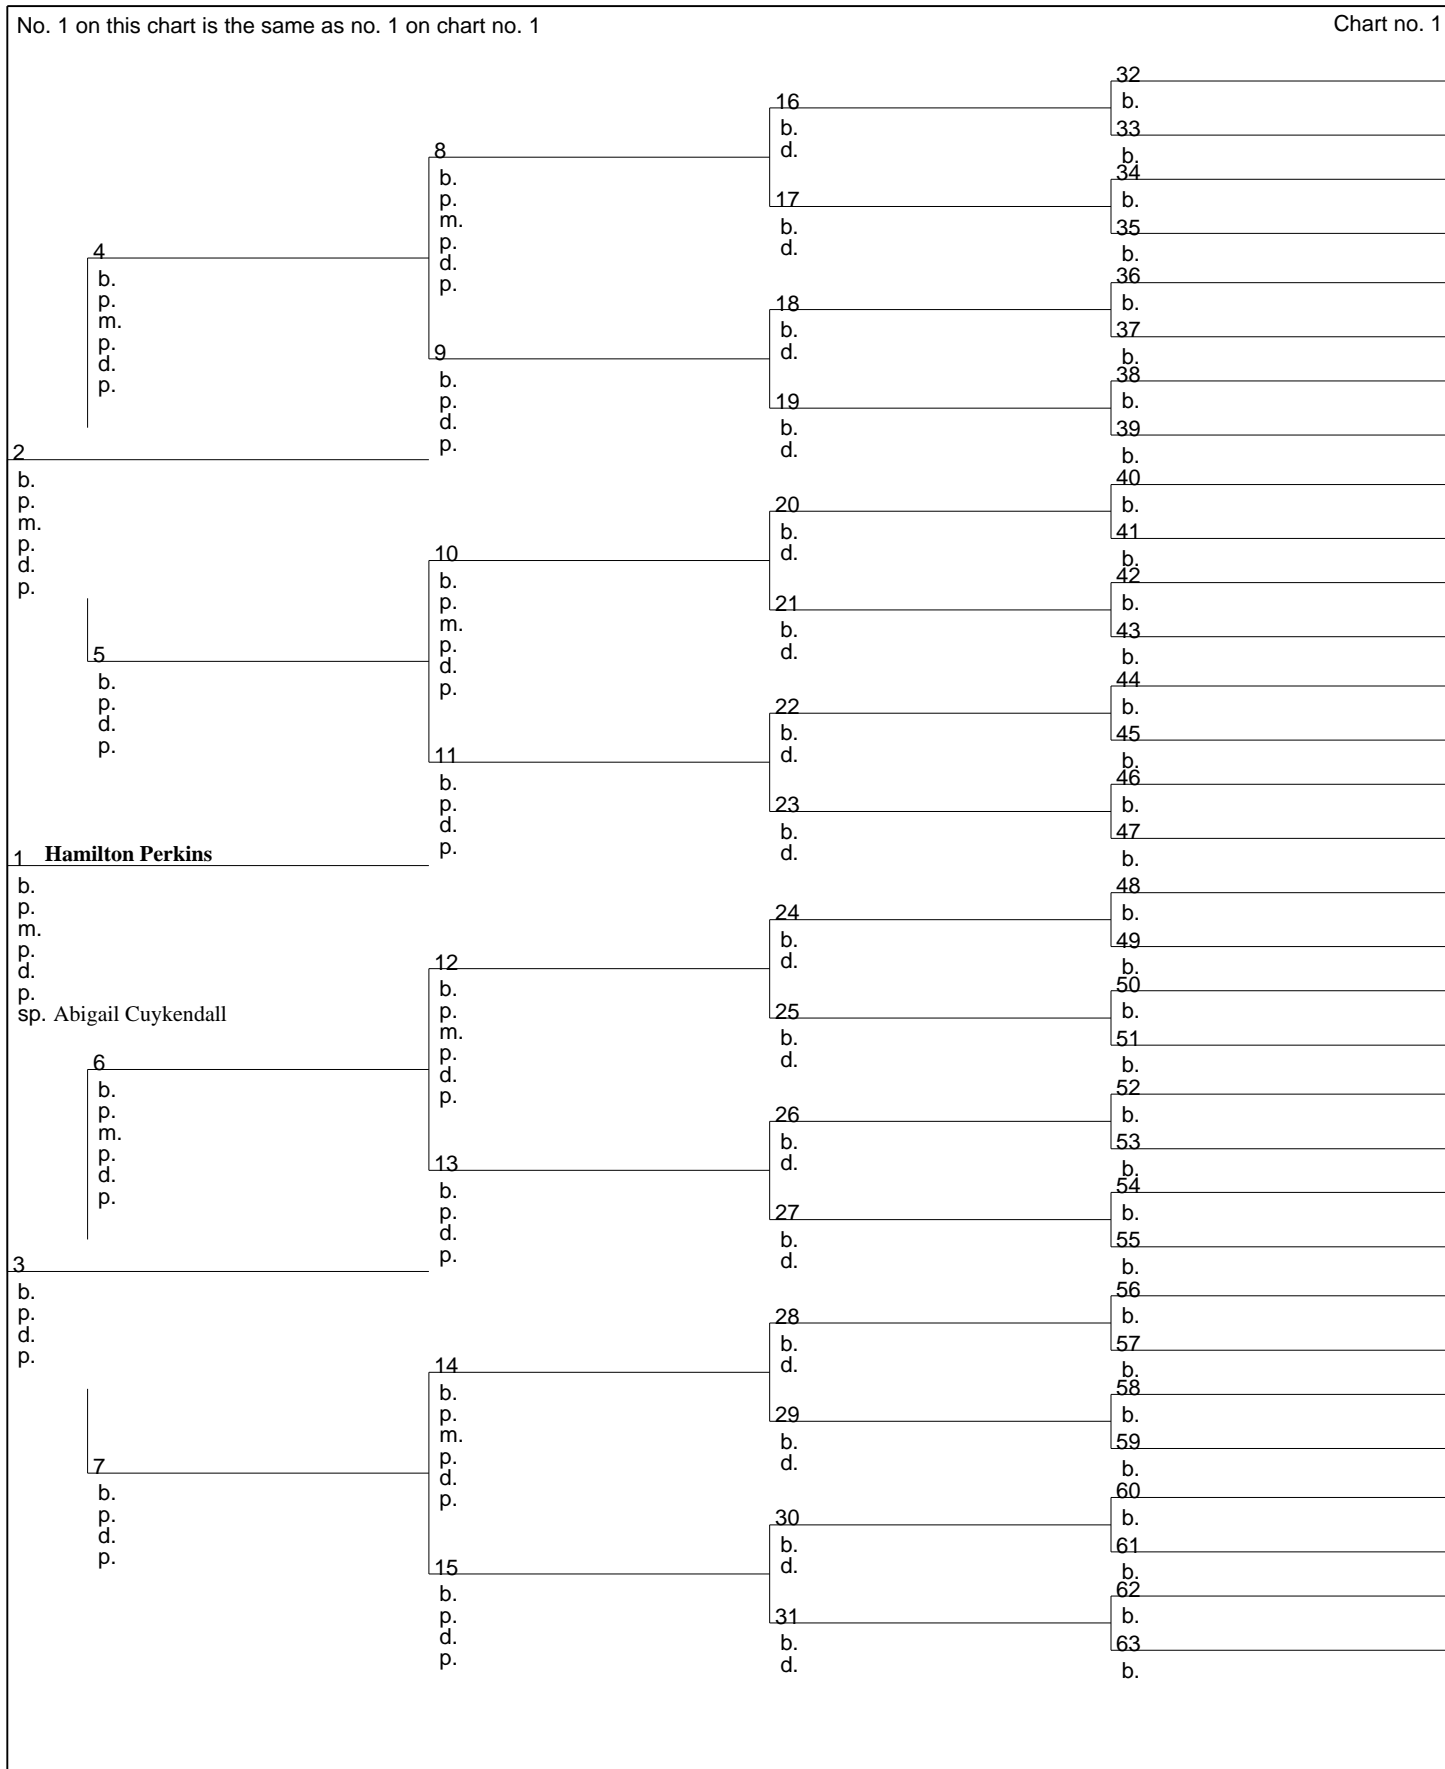 No. 1 on this chart is the same as no. 1 on chart no. 1
Chart no. 1
2
b.
p.
m.
p.
d.
p.
1 Hamilton Perkins
b.
p.
m.
p.
d.
p.
sp. Abigail Cuykendall
3
b.
p.
d.
p.
4
b.
p.
m.
p.
d.
p.
5
b.
p.
d.
p.
6
b.
p.
m.
p.
d.
p.
7
b.
p.
d.
p.
8
b.
p.
m.
p.
d.
p.
9
b.
p.
d.
p.
10
b.
p.
m.
p.
d.
p.
11
b.
p.
d.
p.
12
b.
p.
m.
p.
d.
p.
13
b.
p.
d.
p.
14
b.
p.
m.
p.
d.
p.
15
b.
p.
d.
p.
16
b.
d.
17
b.
d.
18
b.
d.
19
b.
d.
20
b.
d.
21
b.
d.
22
b.
d.
23
b.
d.
24
b.
d.
25
b.
d.
26
b.
d.
27
b.
d.
28
b.
d.
29
b.
d.
30
b.
d.
31
b.
d.
32
b.
33
b.
34
b.
35
b.
36
b.
37
b.
38
b.
39
b.
40
b.
41
b.
42
b.
43
b.
44
b.
45
b.
46
b.
47
b.
48
b.
49
b.
50
b.
51
b.
52
b.
53
b.
54
b.
55
b.
56
b.
57
b.
58
b.
59
b.
60
b.
61
b.
62
b.
63
b.